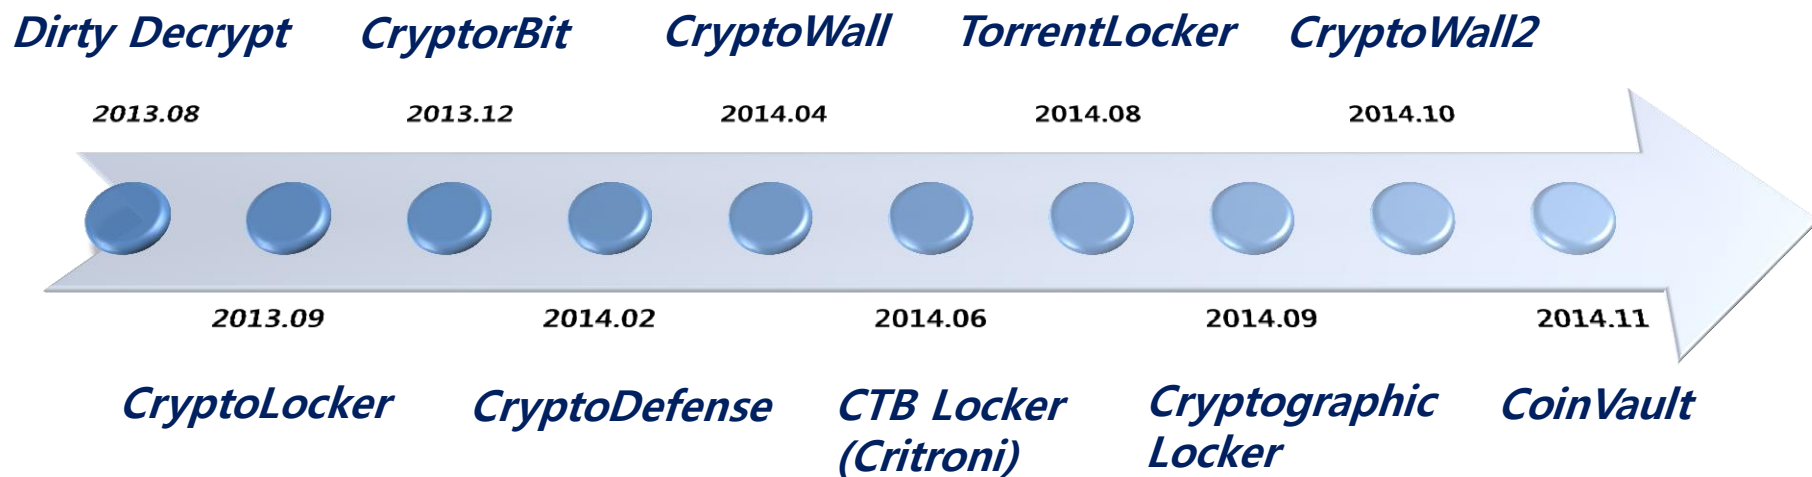 Dirty Decrypt CryptorBit CryptoWall TorrentLocker CryptoWall2
2013.08 2013.12 2014.04 2014.08 2014.10
2013.09 2014.02 2014.06 2014.09 2014.11
CryptoLocker CryptoDefense CTB Locker Cryptographic CoinVault
(Critroni) Locker